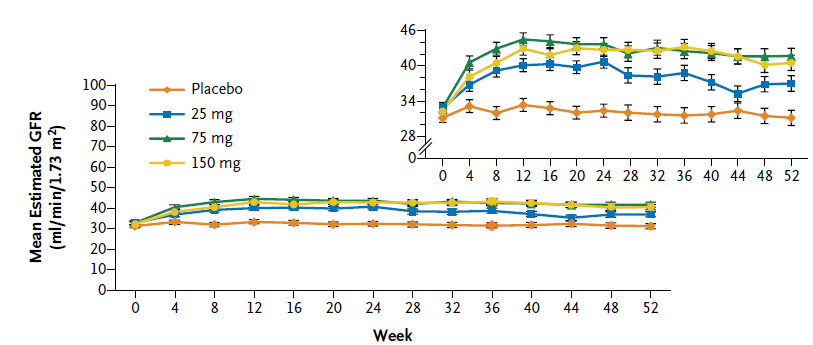 46
40
34
28
0
0 4 8 12 16 20 24 28 32 36 40 44 48 52
Mean Estimated GFR
(ml/min/1.73 m²)
100
90
80
70
60
50
40
30
20
10
0
Placebo
25 mg
75 mg
150 mg
0 4 8 12 16 20 24 28 32 36 40 44 48 52
Week